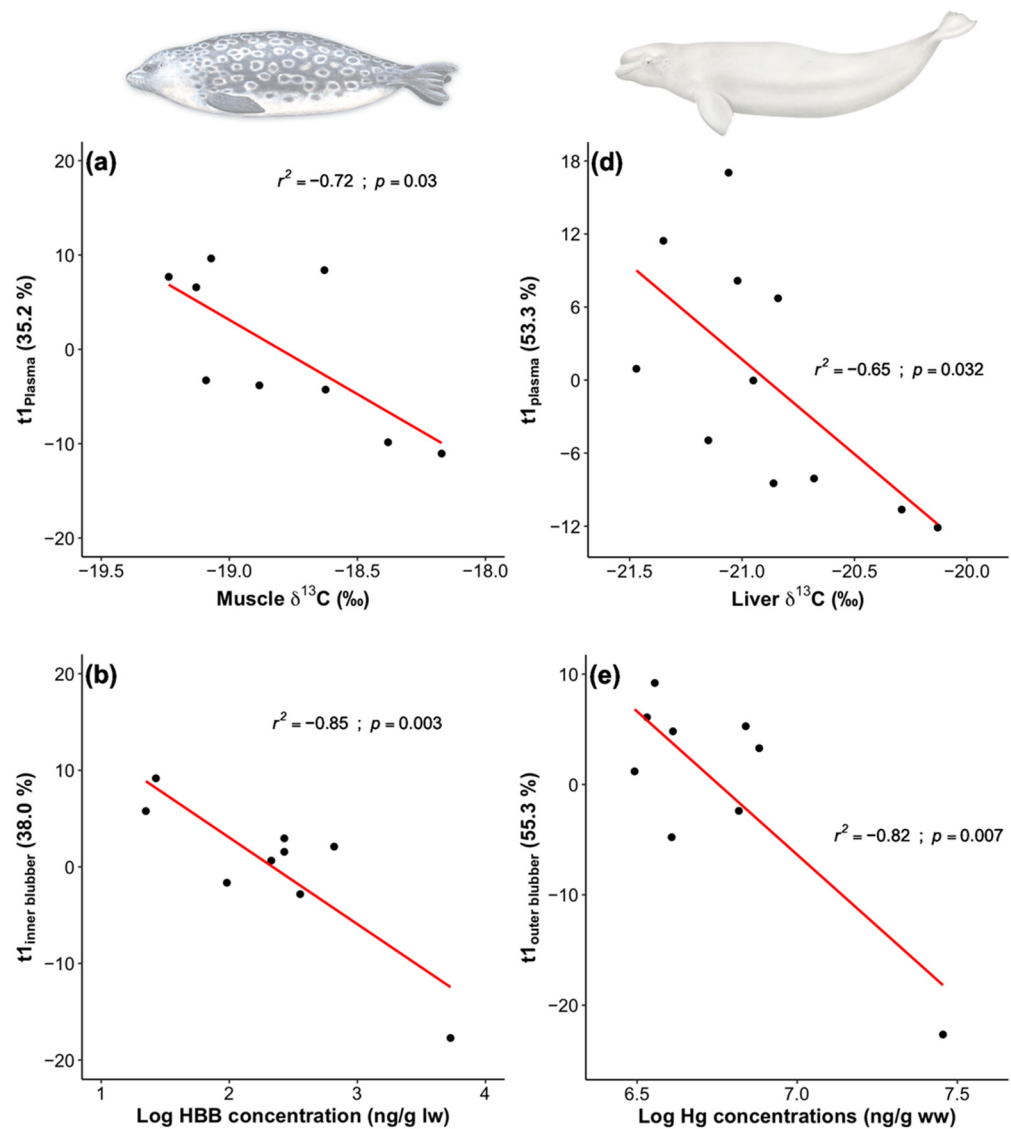 (a)
r² = −0.72 ; p = 0.03
20
10
0
−10
−20
t1Plasma (35.2 %)
−19.5 −19.0 −18.5 −18.0
Muscle δ¹³C (‰)
(d)
18
12
6
0
−6
−12
t1plasma (53.3 %)
r² = −0.65 ; p = 0.032
−21.5 −21.0 −20.5 −20.0
Liver δ¹³C (‰)
(b)
r² = −0.85 ; p = 0.003
20
10
0
−10
−20
t1inner blubber (38.0 %)
1 2 3 4
Log HBB concentration (ng/g lw)
(e)
10
0
−10
−20
t1outer blubber (55.3 %)
r² = −0.82 ; p = 0.007
6.5 7.0 7.5
Log Hg concentrations (ng/g ww)